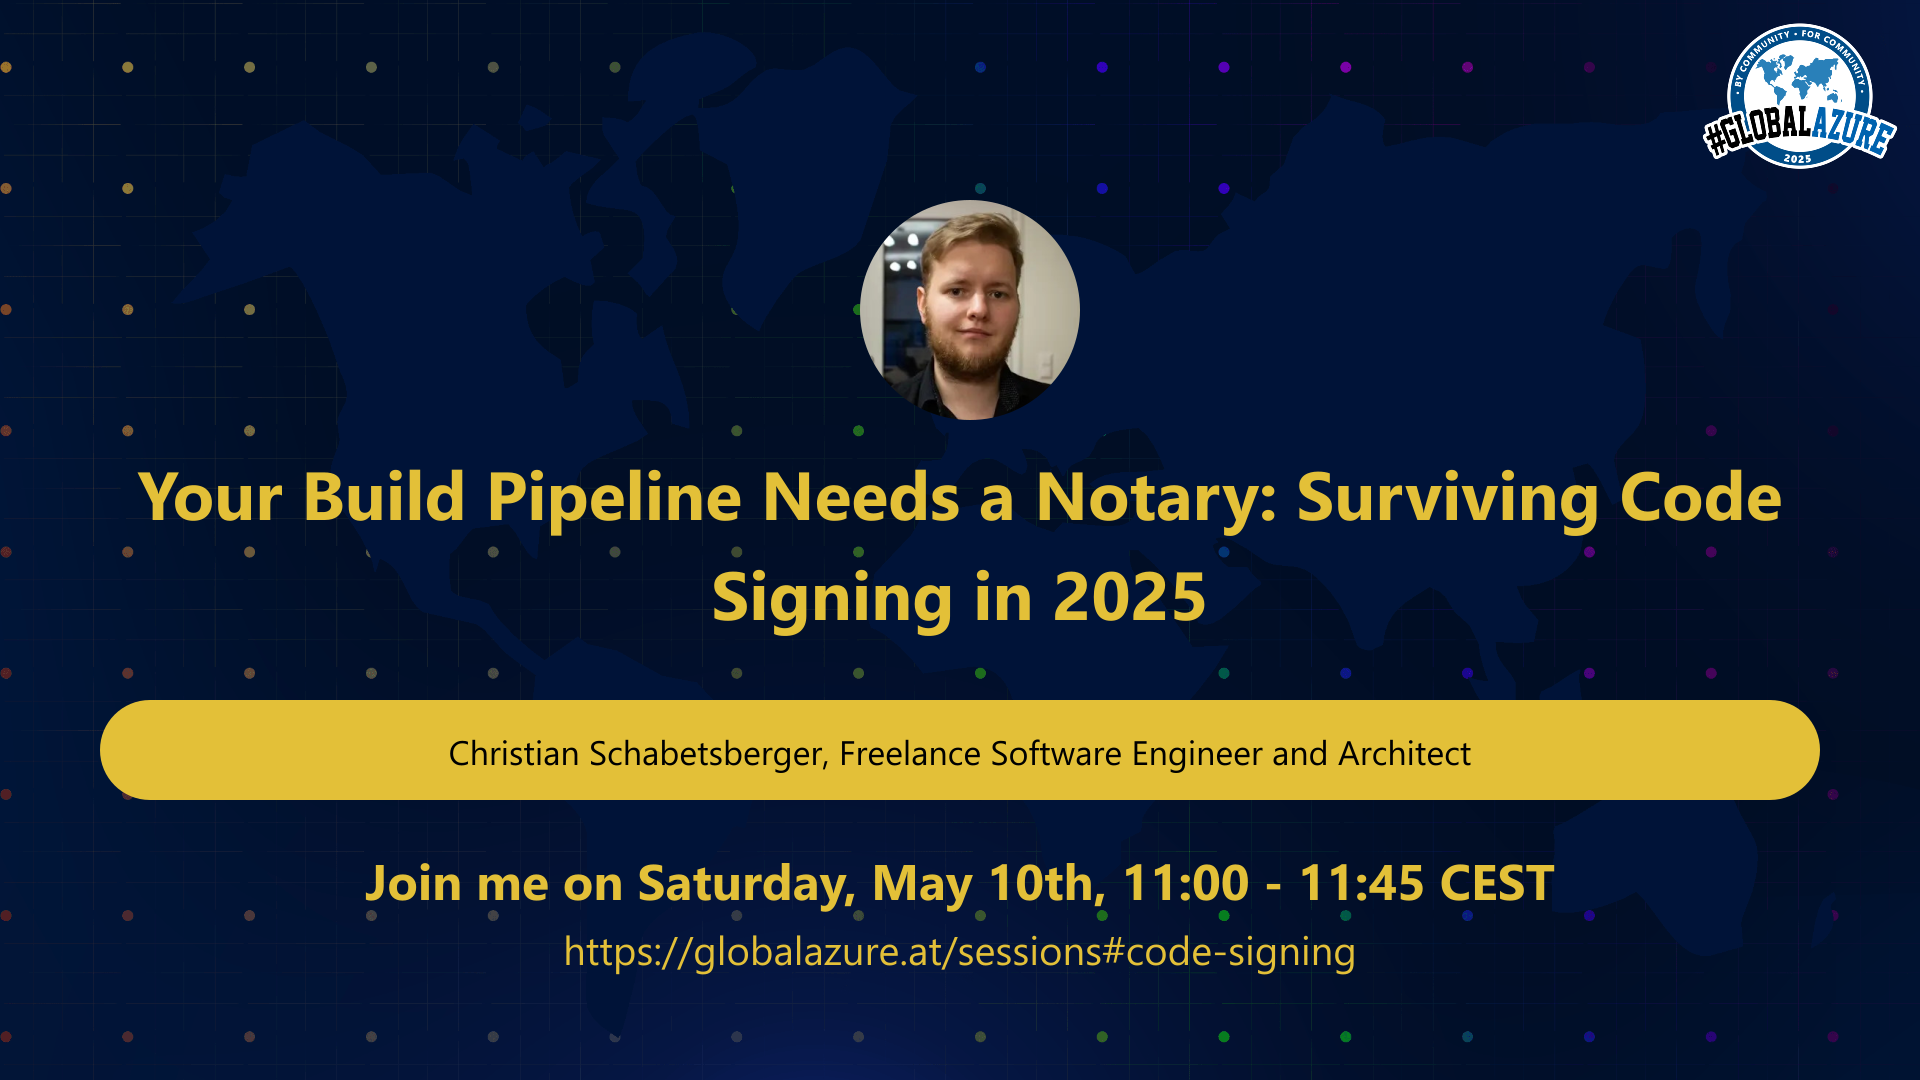 • BY COMMUNITY • FOR COMMUNITY •
#GLOBALAZURE
2025
Your Build Pipeline Needs a Notary: Surviving Code
Signing in 2025
Christian Schabetsberger, Freelance Software Engineer and Architect
Join me on Saturday, May 10th, 11:00 - 11:45 CEST
https://globalazure.at/sessions#code-signing